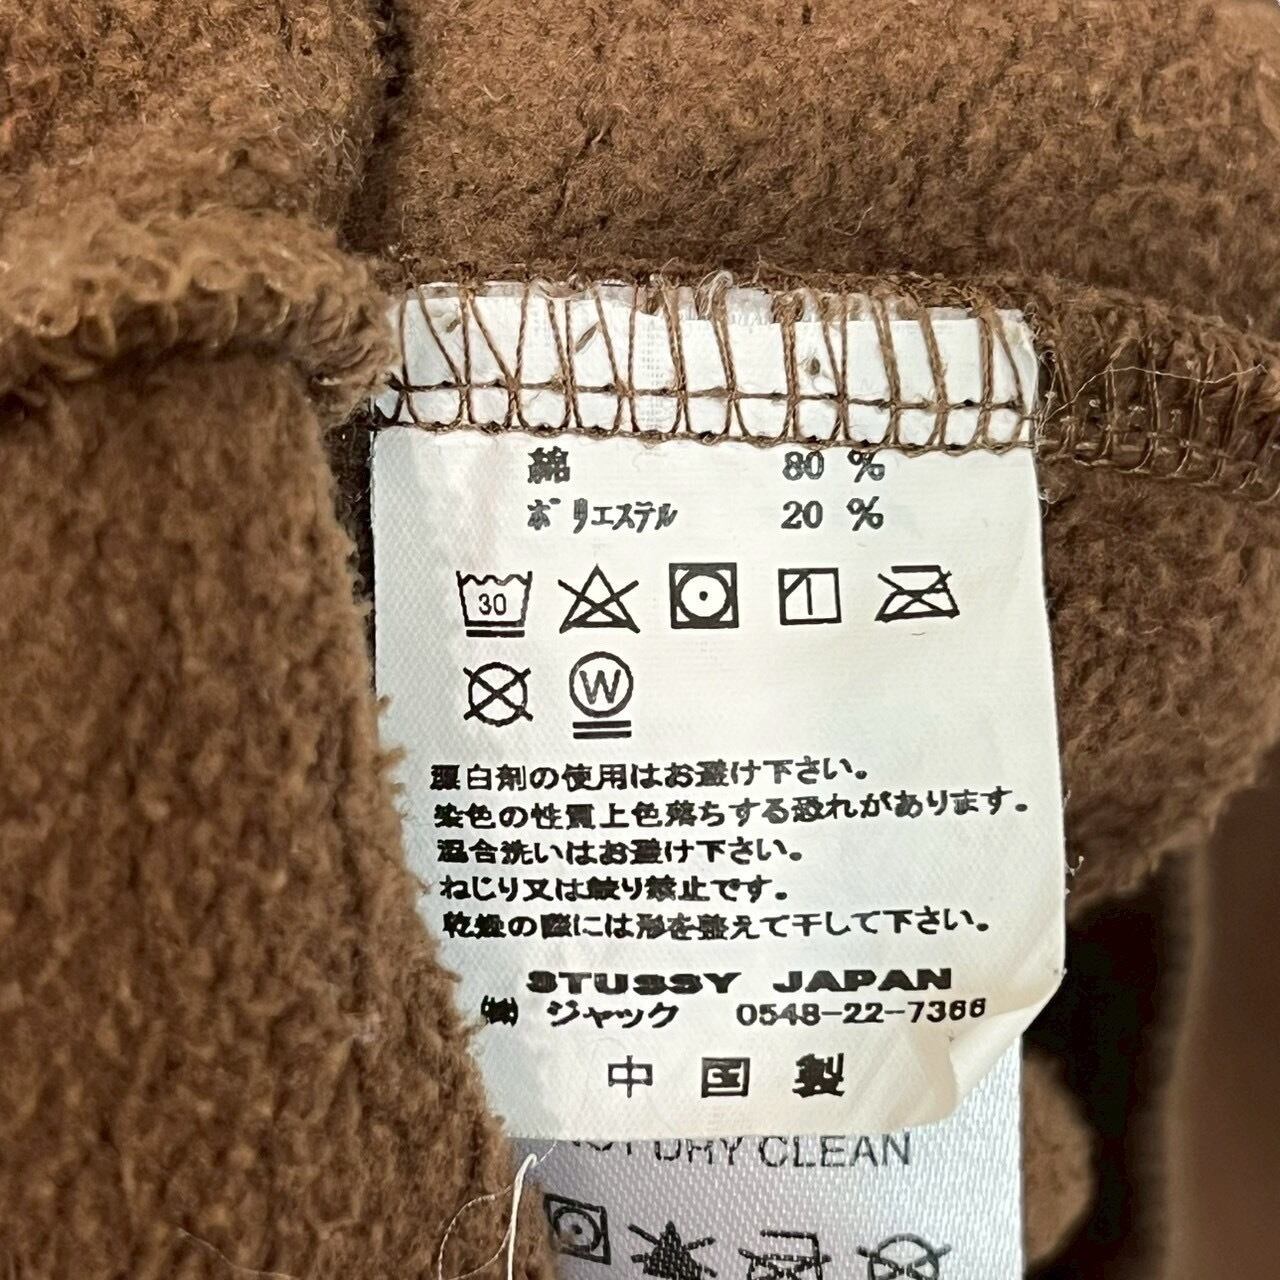 綿 80 %
ポリエステル 20 %
30
W
漂白剤の使用はお避け下さい。
染色の性質上色落ちする恐れがあります。
混合洗いはお避け下さい。
ねじり又は絞り禁止です。
乾燥の際には形を整えて干して下さい。
STUSSY JAPAN
㈱ ジャック 0548-22-7366
中国製
DRY CLEAN